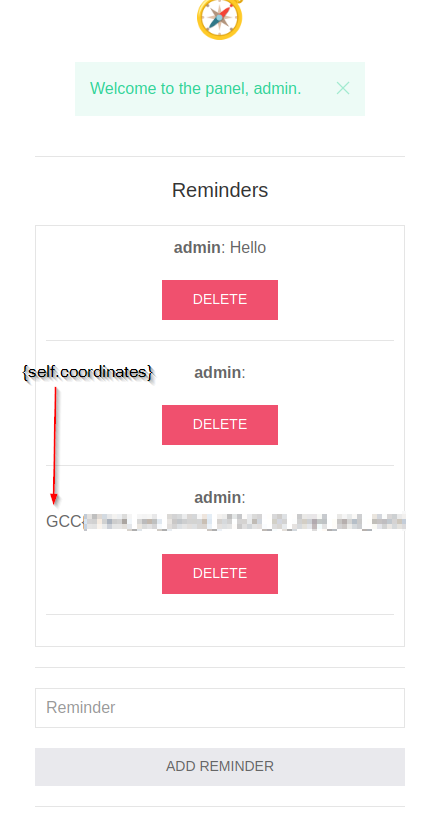 Welcome to the panel, admin.
Reminders
admin: Hello
DELETE
{self.coordinates}
admin:
DELETE
admin:
GCC{
DELETE
Reminder
ADD REMINDER